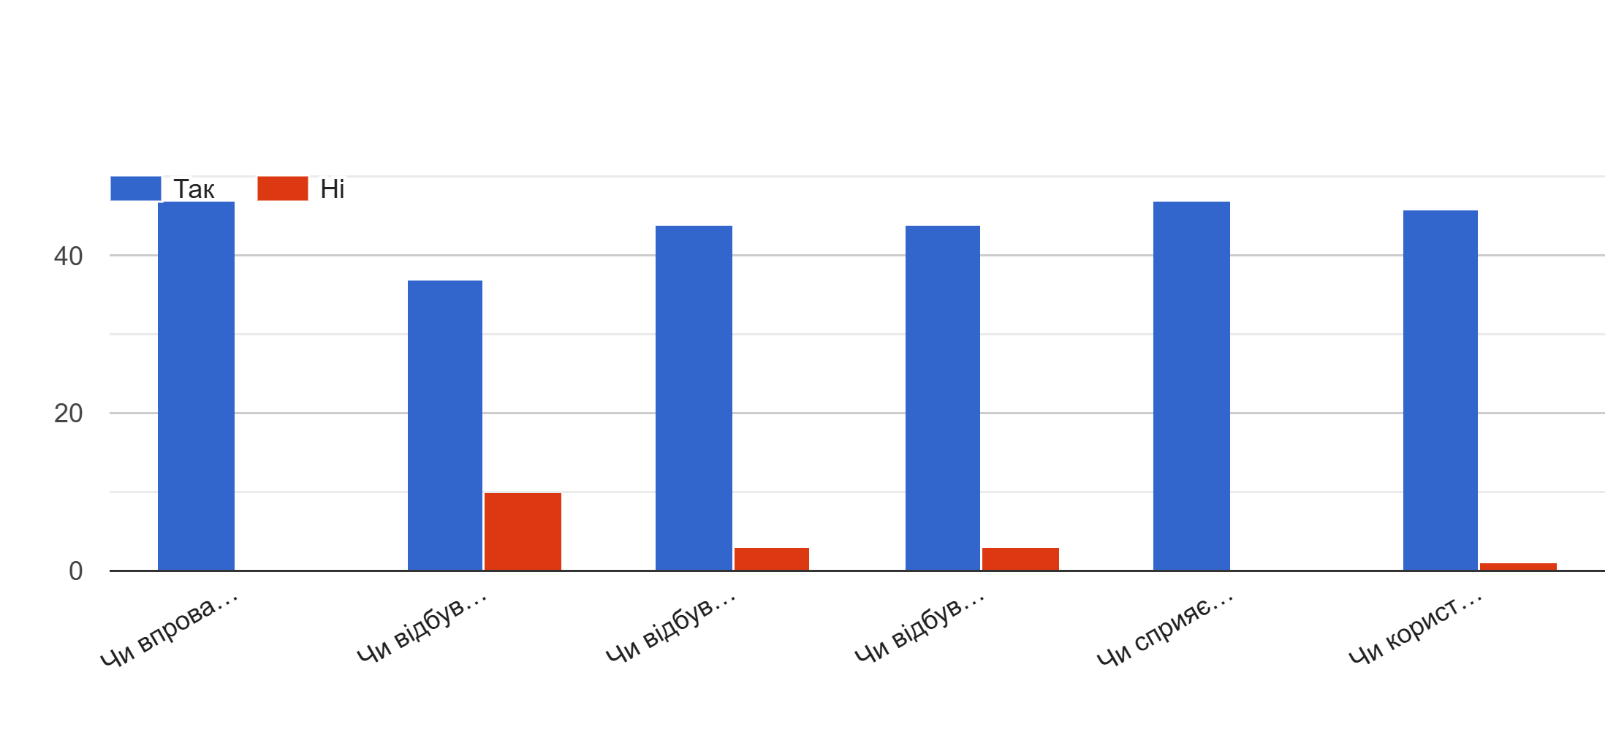 Так
Ні
40
20
0
Чи впрова…
Чи відбув…
Чи відбув…
Чи відбув…
Чи сприяє…
Чи корист…